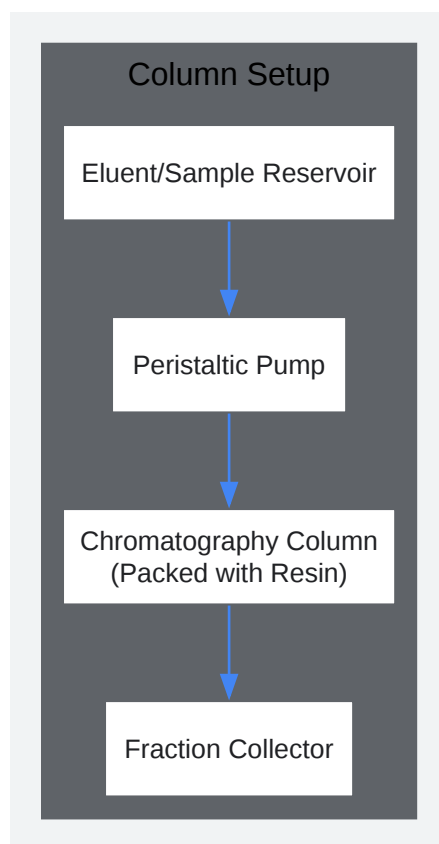 Column Setup
Eluent/Sample Reservoir
Peristaltic Pump
Chromatography Column
(Packed with Resin)
Fraction Collector